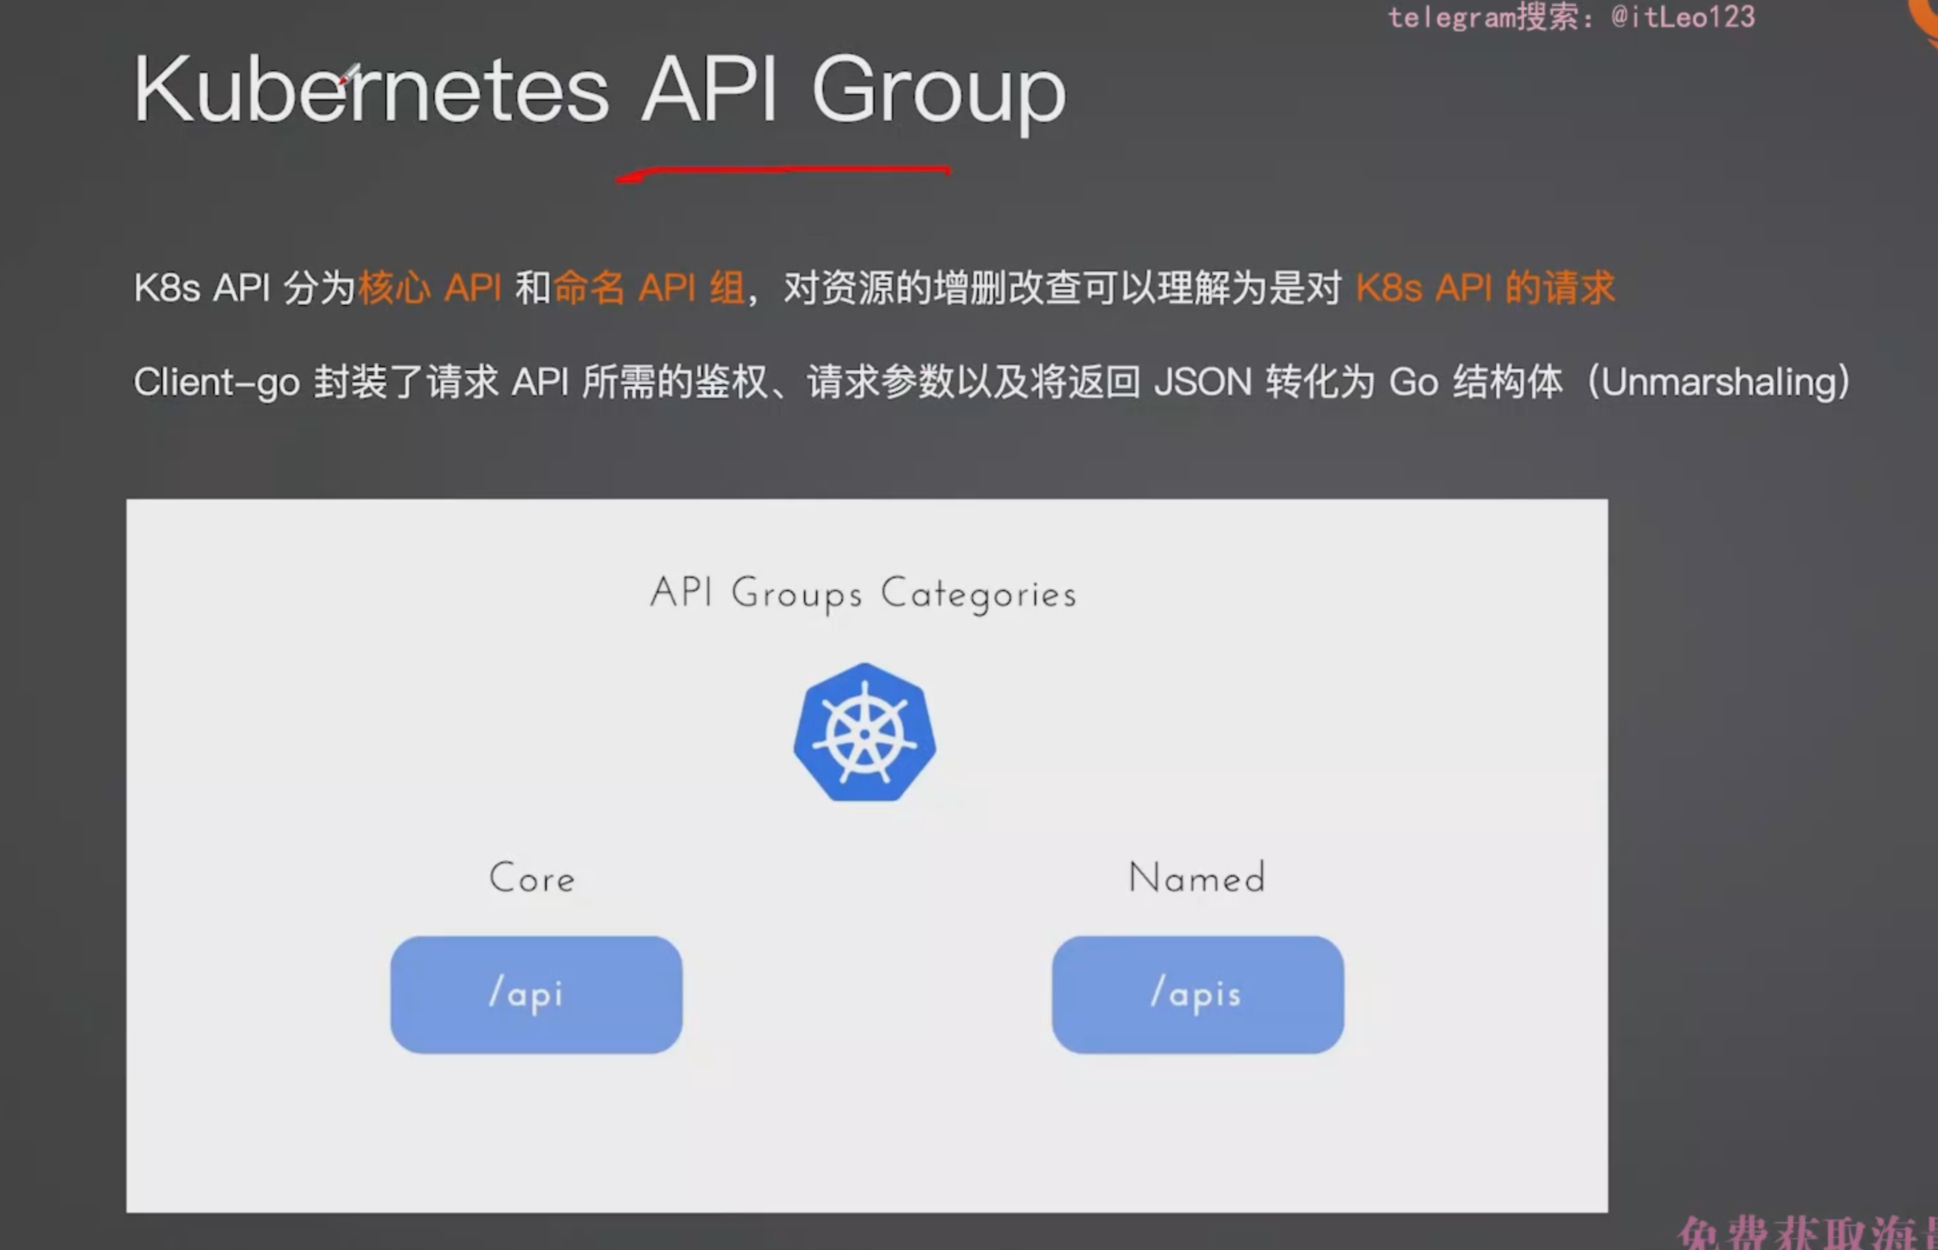 telegram搜索：@itLeo123
Kubernetes API Group
K8s API 分为核心 API 和命名 API 组，对资源的增删改查可以理解为是对 K8s API 的请求
Client-go 封装了请求 API 所需的鉴权、请求参数以及将返回 JSON 转化为 Go 结构体（Unmarshaling）
API Groups Categories
Core Named
/api /apis
免费获取海